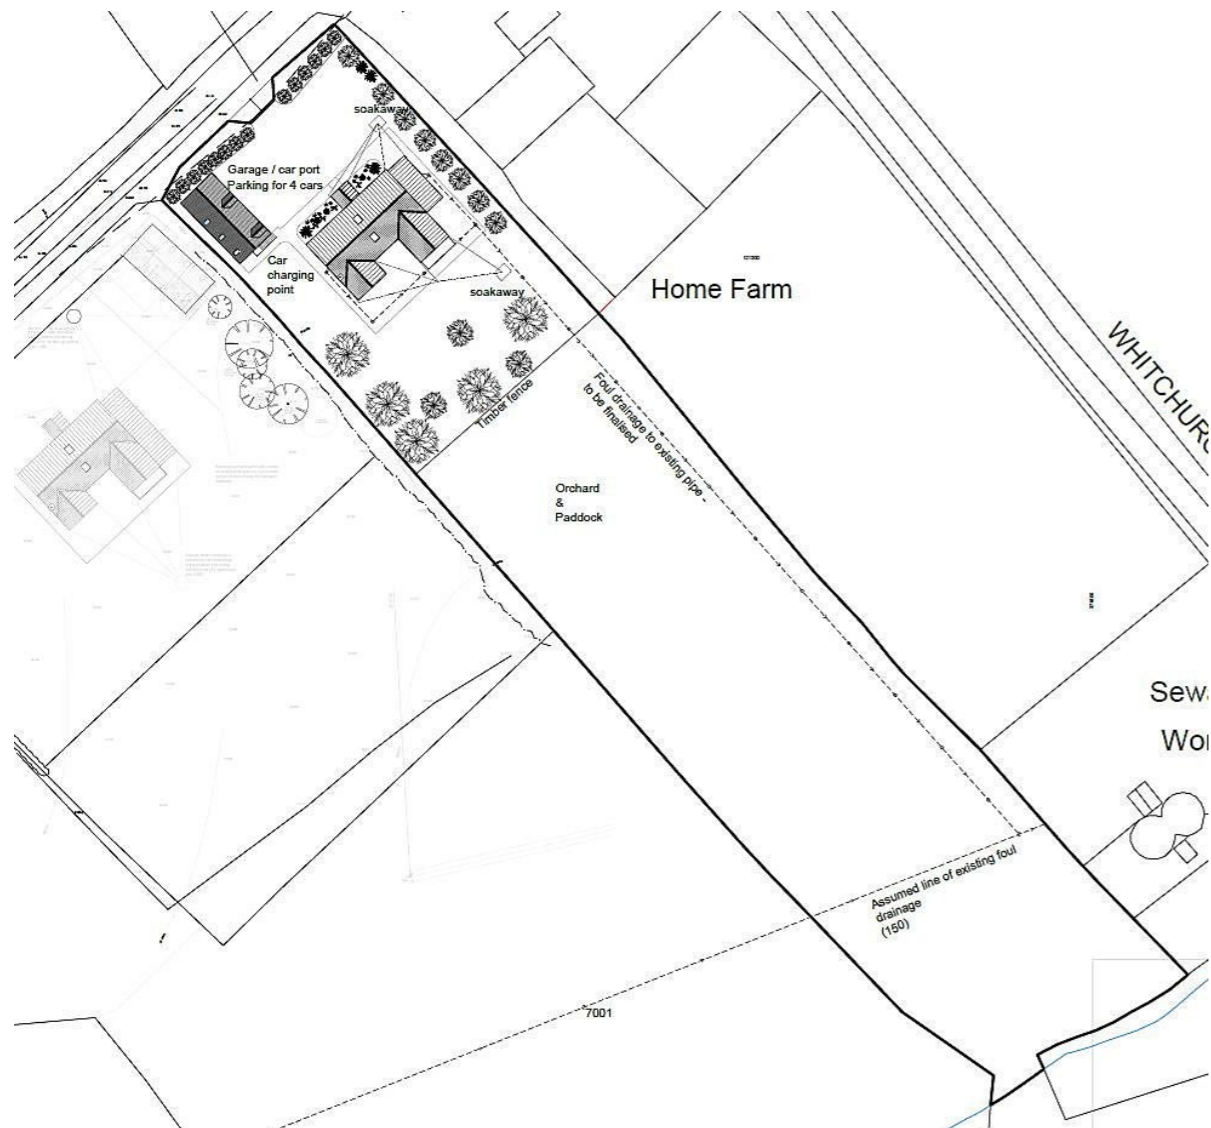 soakaway
Garage / car port
Parking for 4 cars
Car
charging
point
soakaway
Home Farm
WHITCHURC
Timber fence
Foul drainage to existing pipe -
to be finalised
Orchard
&
Paddock
Sewa
Wor
Assumed line of existing foul
drainage
(150)
7001